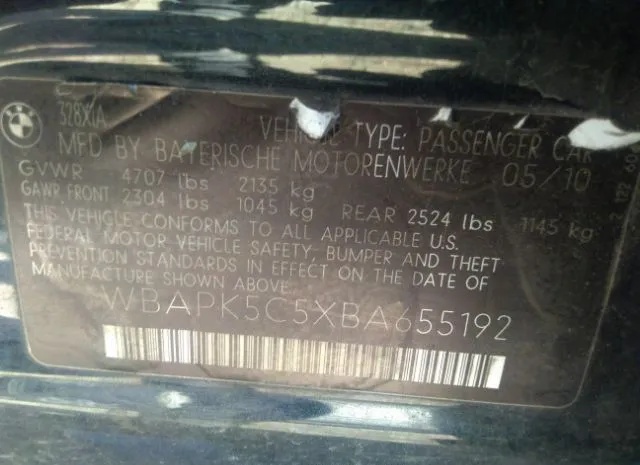 BMW
328XIA
VEHICLE TYPE: PASSENGER CAR
MFD BY BAYERISCHE MOTORENWERKE 05/10
GVWR 4707 lbs 2135 kg
GAWR FRONT 2304 lbs 1045 kg REAR 2524 lbs 1145 kg
THIS VEHICLE CONFORMS TO ALL APPLICABLE U.S.
FEDERAL MOTOR VEHICLE SAFETY, BUMPER AND THEFT
PREVENTION STANDARDS IN EFFECT ON THE DATE OF
MANUFACTURE SHOWN ABOVE.
WBAPK5C5XBA655192